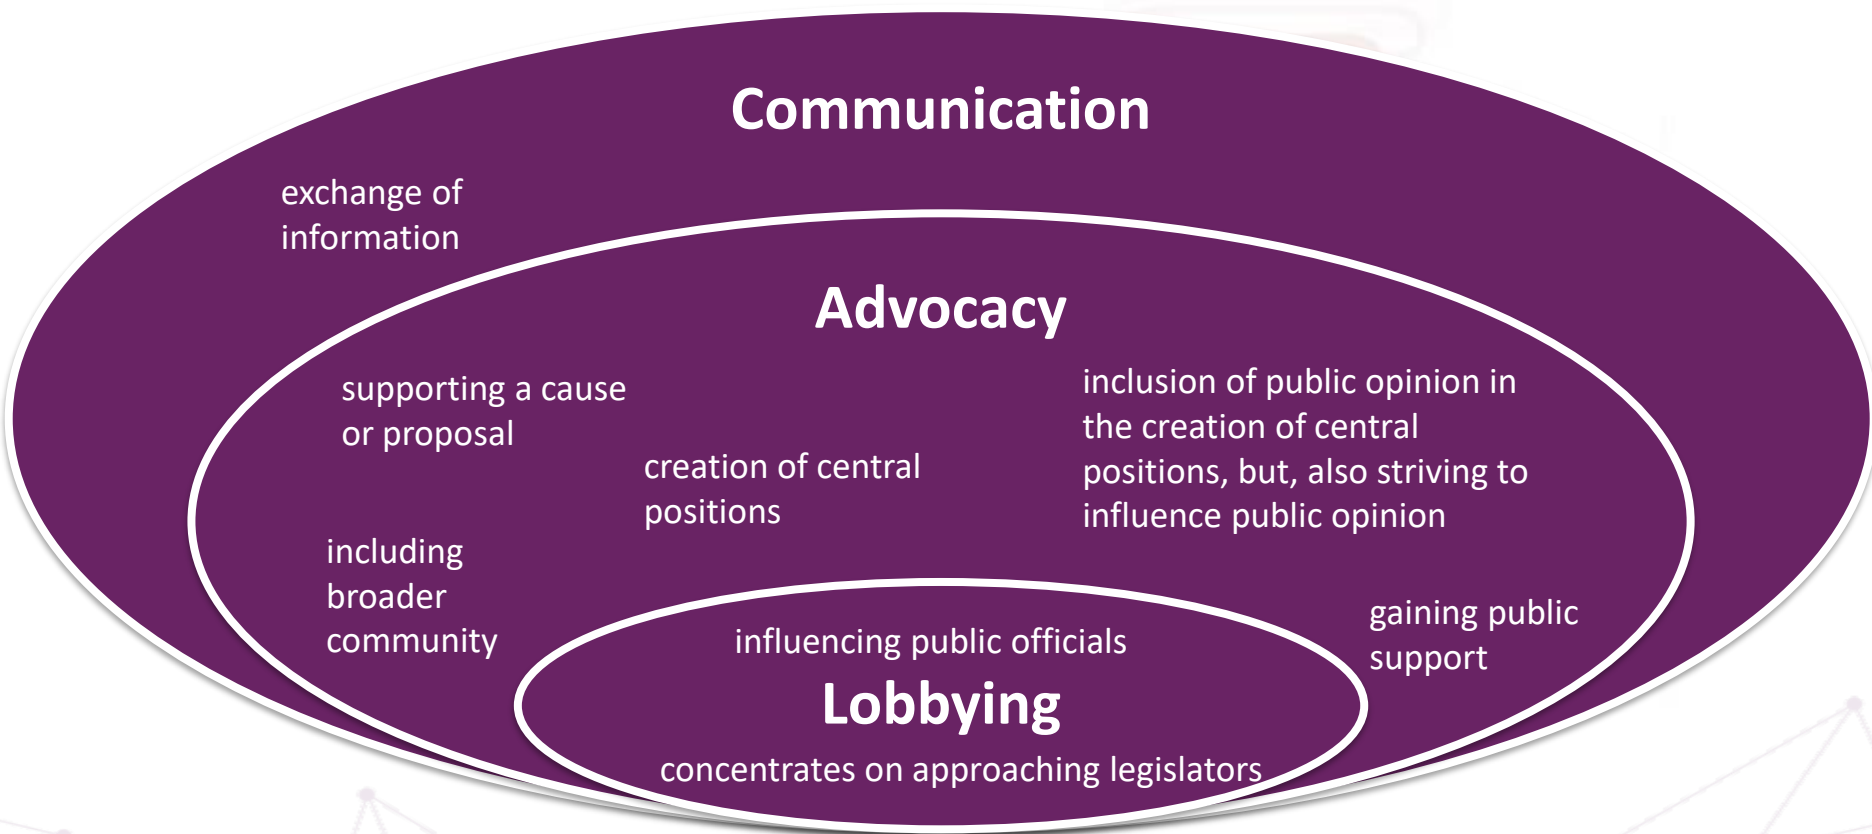 Communication
exchange of
information
Advocacy
supporting a cause
or proposal
creation of central
positions
inclusion of public opinion in
the creation of central
positions, but, also striving to
influence public opinion
including
broader
community
gaining public
support
influencing public officials
Lobbying
concentrates on approaching legislators